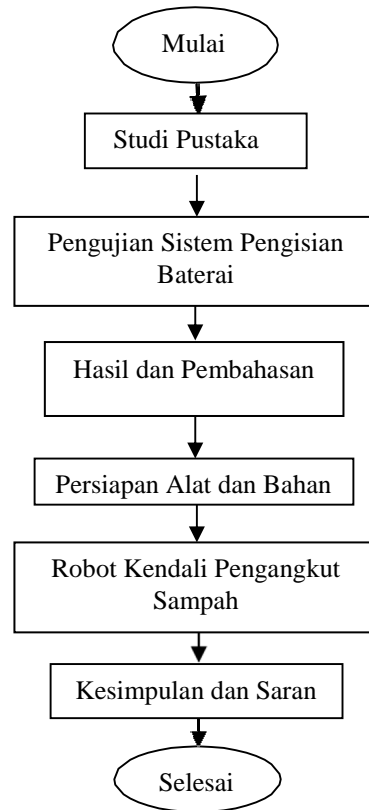 Mulai
Studi Pustaka
Pengujian Sistem Pengisian
Baterai
Hasil dan Pembahasan
Persiapan Alat dan Bahan
Robot Kendali Pengangkut
Sampah
Kesimpulan dan Saran
Selesai